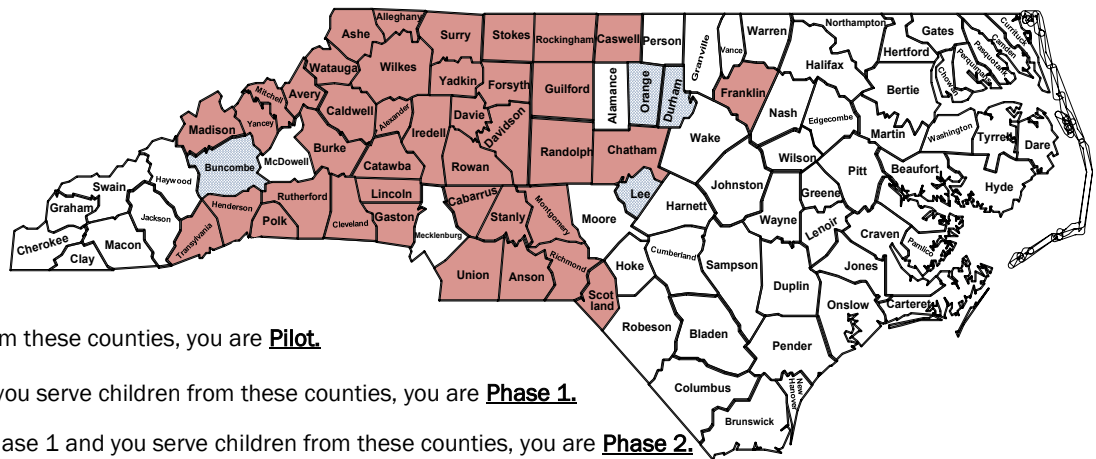 Ashe
Alleghany
Surry
Stokes
Rockingham
Caswell
Person
Granville
Vance
Warren
Northampton
Gates
Hertford
Currituck
Camden
Pasquotank
Perquimans
Chowan
Halifax
Bertie
Watauga
Wilkes
Yadkin
Forsyth
Guilford
Alamance
Orange
Durham
Franklin
Nash
Edgecombe
Martin
Washington
Tyrrell
Dare
Mitchell
Avery
Caldwell
Alexander
Iredell
Davie
Davidson
Randolph
Chatham
Wake
Wilson
Pitt
Beaufort
Hyde
Madison
Yancey
Burke
Catawba
Rowan
Buncombe
McDowell
Haywood
Swain
Graham
Jackson
Cherokee
Macon
Clay
Transylvania
Henderson
Polk
Rutherford
Cleveland
Lincoln
Gaston
Mecklenburg
Cabarrus
Stanly
Montgomery
Moore
Lee
Harnett
Johnston
Wayne
Greene
Lenoir
Craven
Pamlico
Union
Anson
Richmond
Scot
land
Hoke
Cumberland
Sampson
Duplin
Jones
Onslow
Carteret
Robeson
Bladen
Pender
Columbus
New
Hanover
Brunswick
m these counties, you are Pilot.
you serve children from these counties, you are Phase 1.
hase 1 and you serve children from these counties, you are Phase 2.